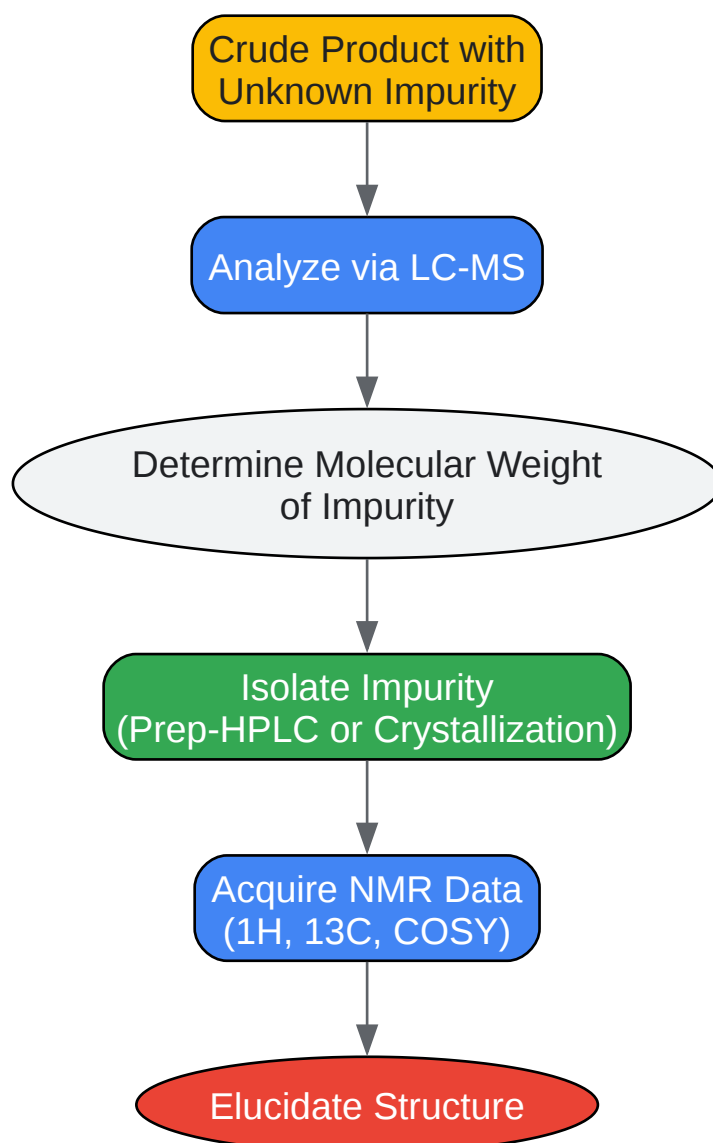 Crude Product with
Unknown Impurity
Analyze via LC-MS
Determine Molecular Weight
of Impurity
Isolate Impurity
(Prep-HPLC or Crystallization)
Acquire NMR Data
(1H, 13C, COSY)
Elucidate Structure